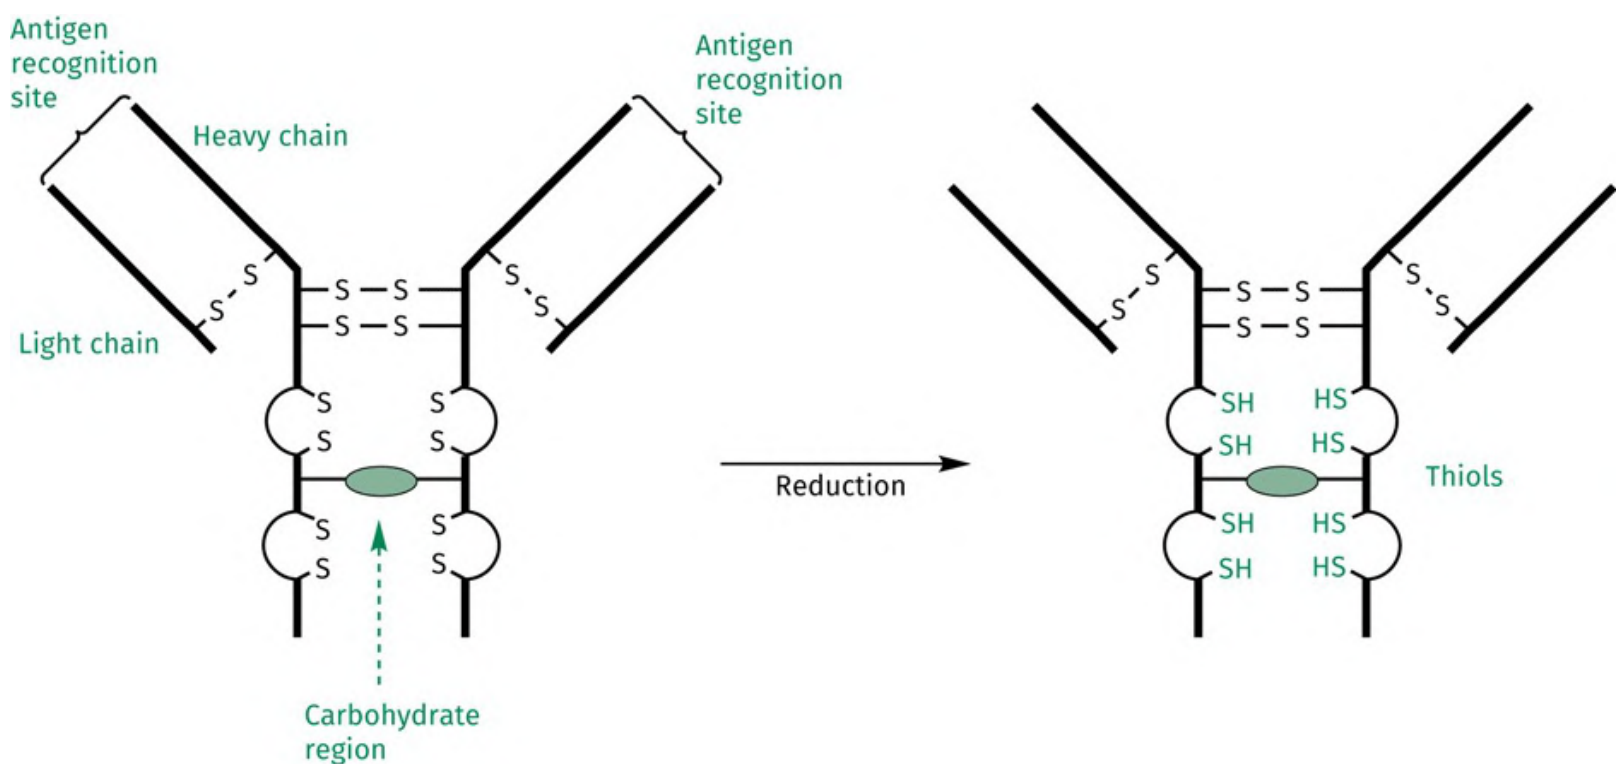 Antigen
recognition
site
Antigen
recognition
site
Heavy chain
Light chain
S
S
S
S
S — S
S — S
S
S
S
S
S
S
S
S
Carbohydrate
region
Reduction
S
S
S
S
S — S
S — S
SH
HS
SH
HS
Thiols
SH
HS
SH
HS